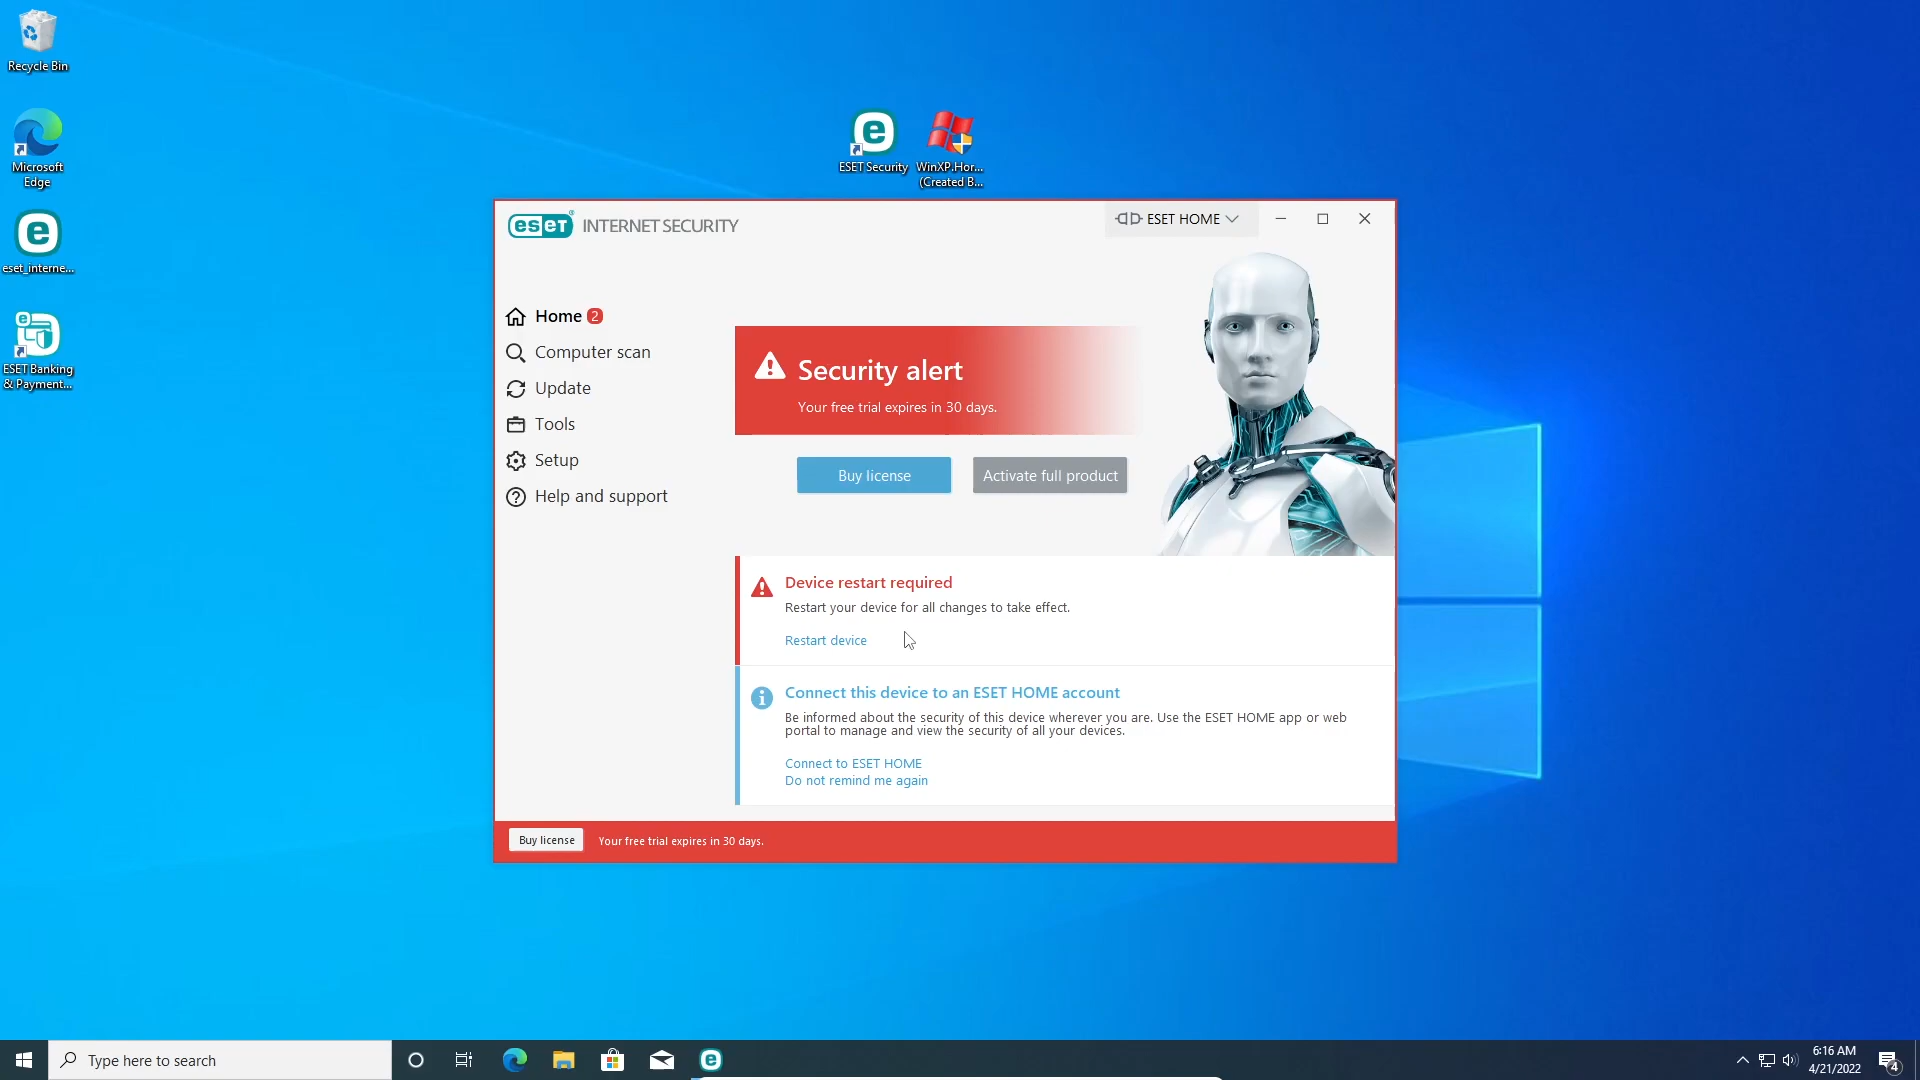 Recycle Bin
Microsoft
Edge
eset_interne...
ESET Banking
& Payment...
ESET Security
WinXP.Hor...
(Created B...
eset® INTERNET SECURITY
ESET HOME
Home 2
Computer scan
Update
Tools
Setup
Help and support
Security alert
Your free trial expires in 30 days.
Buy license
Activate full product
Device restart required
Restart your device for all changes to take effect.
Restart device
Connect this device to an ESET HOME account
Be informed about the security of this device wherever you are. Use the ESET HOME app or web
portal to manage and view the security of all your devices.
Connect to ESET HOME
Do not remind me again
Buy license
Your free trial expires in 30 days.
Type here to search
6:16 AM
4/21/2022
4